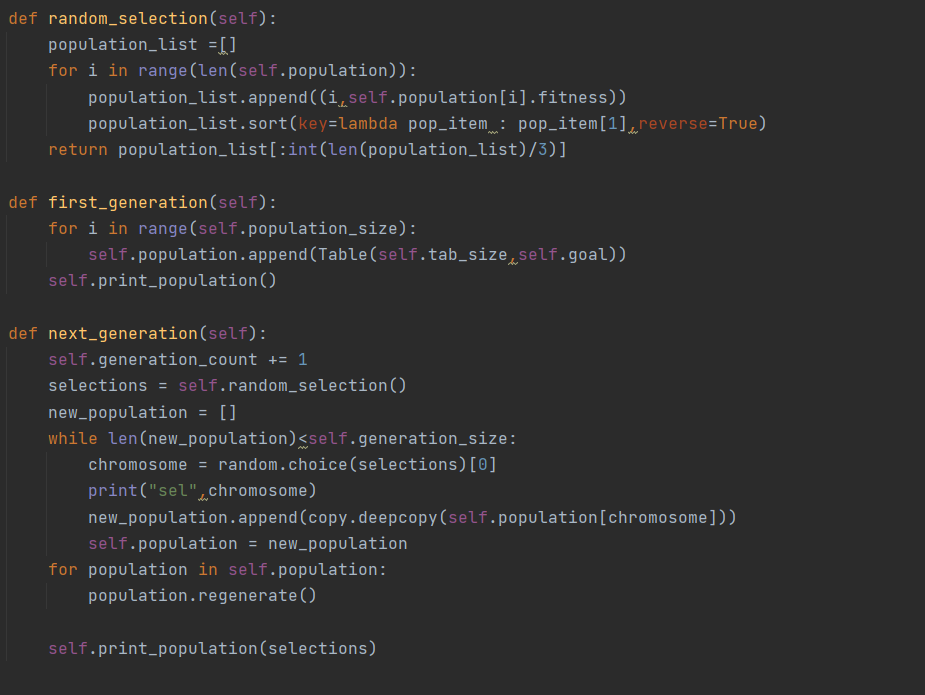 def random_selection(self):
    population_list =[]
    for i in range(len(self.population)):
        population_list.append((i,self.population[i].fitness))
        population_list.sort(key=lambda pop_item : pop_item[1],reverse=True)
    return population_list[:int(len(population_list)/3)]

def first_generation(self):
    for i in range(self.population_size):
        self.population.append(Table(self.tab_size,self.goal))
    self.print_population()

def next_generation(self):
    self.generation_count += 1
    selections = self.random_selection()
    new_population = []
    while len(new_population)<self.generation_size:
        chromosome = random.choice(selections)[0]
        print("sel",chromosome)
        new_population.append(copy.deepcopy(self.population[chromosome]))
        self.population = new_population
    for population in self.population:
        population.regenerate()

    self.print_population(selections)